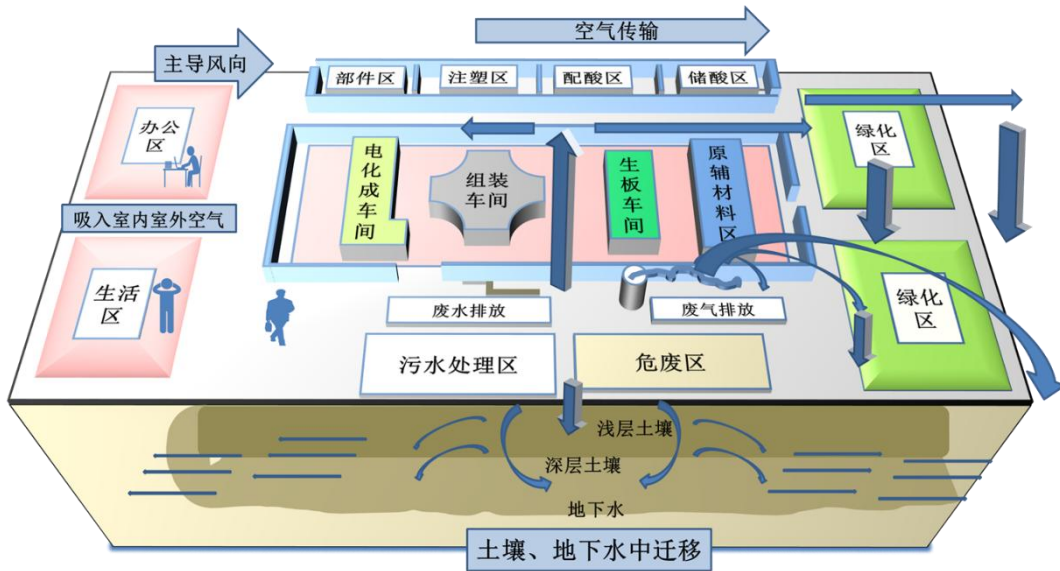 空气传输
主导风向
部件区
注塑区
配酸区
储酸区
办公
区
绿化
区
电化成车间
组装
车间
生板车间
原辅材料区
吸入室内室外空气
生活
区
绿化
区
废水排放
废气排放
污水处理区
危废区
浅层土壤
深层土壤
地下水
土壤、地下水中迁移